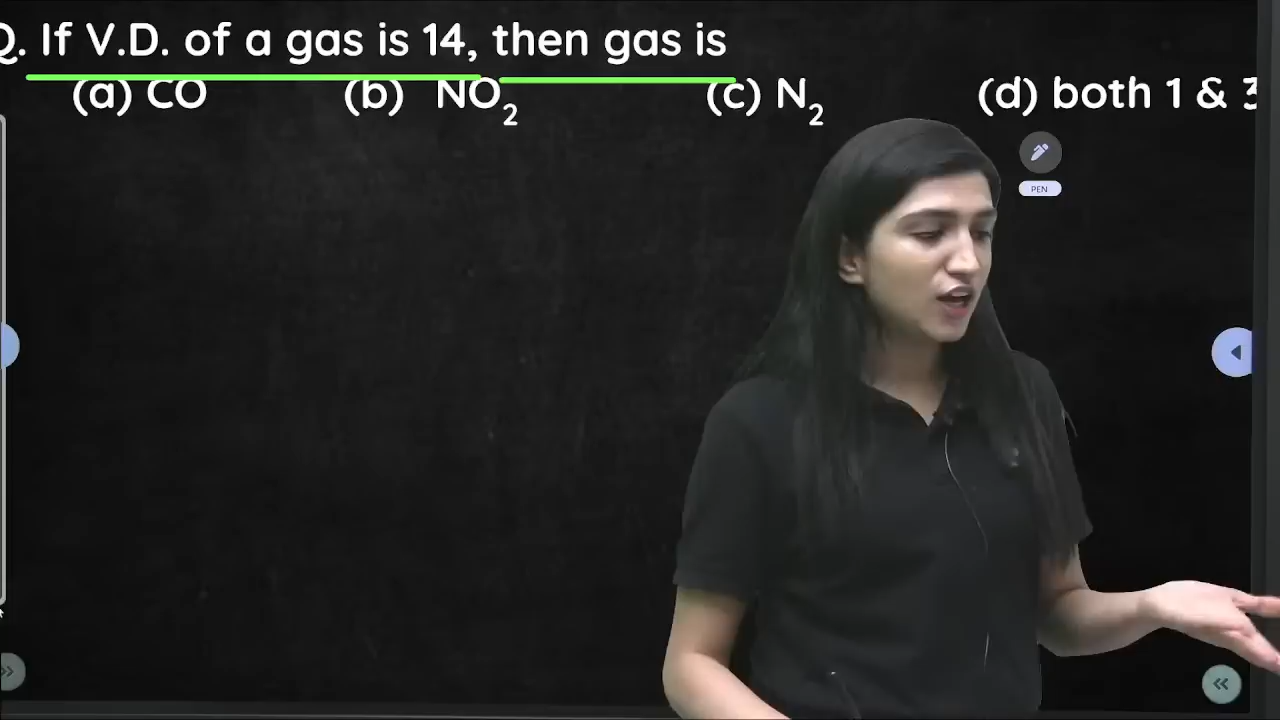 Q. If V.D. of a gas is 14, then gas is
(a) CO (b) NO₂ (c) N₂ (d) both 1 & 3
PEN